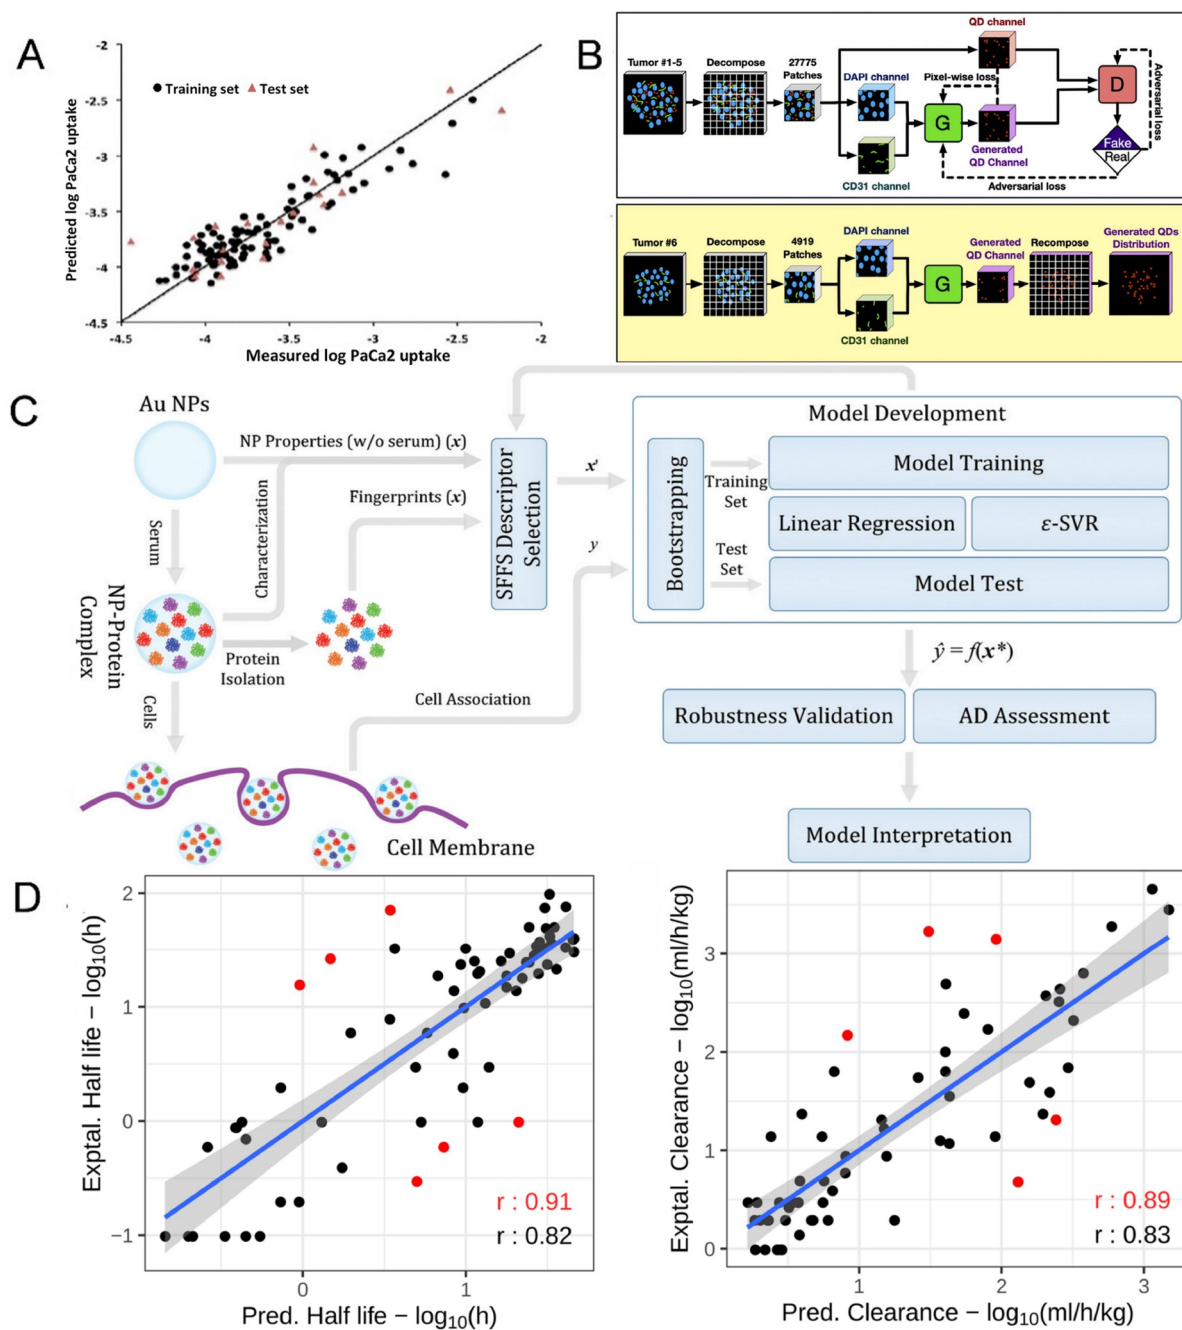 A
-2
-2.5
-3
-3.5
-4
-4.5
Predicted log PaCa2 uptake
Training set
Test set
-4.5
-4
-3.5
-3
-2.5
-2
Measured log PaCa2 uptake
B
QD channel
Tumor #1-5
Decompose
27775
Patches
DAPI channel
Pixel-wise loss
G
D
Adversarial loss
Generated
QD Channel
Fake
Real
CD31 channel
Adversarial loss
Tumor #6
Decompose
4919
Patches
DAPI channel
Generated
QD Channel
Recompose
Generated QDs
Distribution
G
CD31 channel
C
Au NPs
NP Properties (w/o serum) (x)
Fingerprints (x)
Serum
Characterization
NP-Protein
Complex
Protein
Isolation
Cells
Cell Association
Cell Membrane
SFFS Descriptor
Selection
x'
y
Model Development
Bootstrapping
Training
Set
Test
Set
Model Training
Linear Regression
ε-SVR
Model Test
ŷ = f(x*)
Robustness Validation
AD Assessment
Model Interpretation
D
Exptal. Half life − log10(h)
2
1
0
−1
r : 0.91
r : 0.82
0
1
Pred. Half life − log10(h)
Exptal. Clearance − log10(ml/h/kg)
3
2
1
0
r : 0.89
r : 0.83
1
2
3
Pred. Clearance − log10(ml/h/kg)